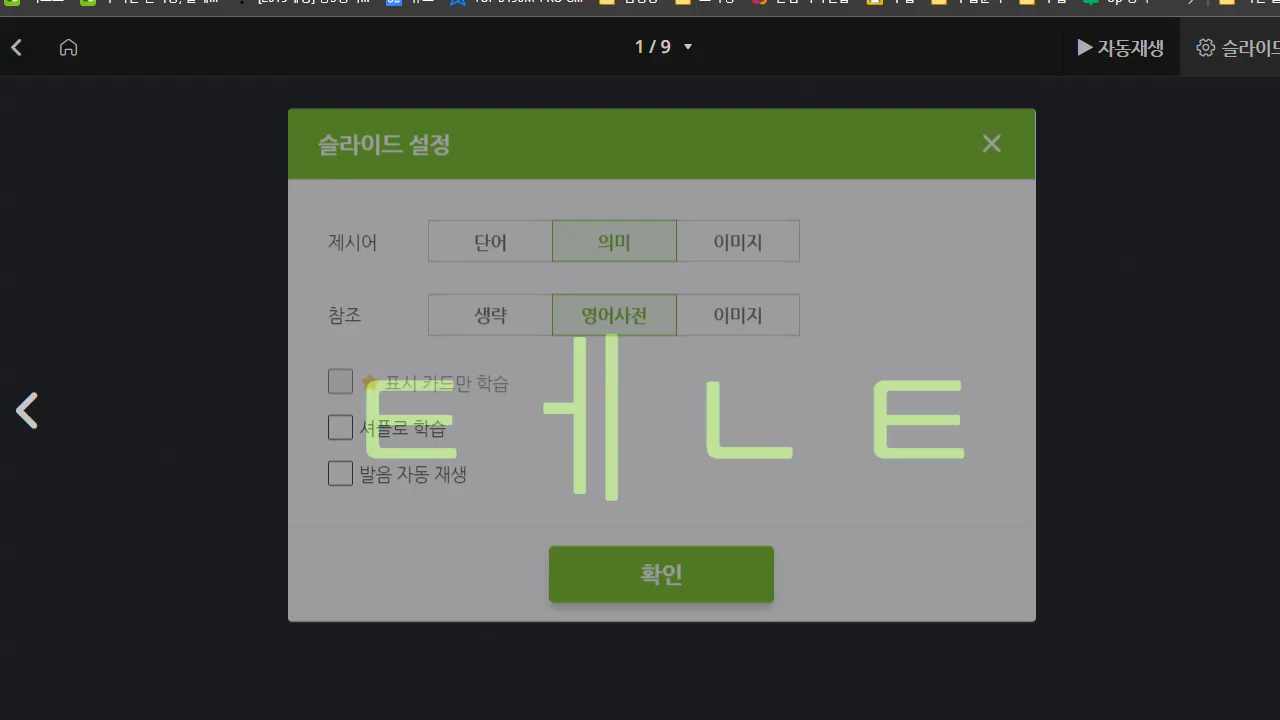 1 / 9
▶ 자동재생
슬라이드 설정
제시어 단어 의미 이미지
참조 생략 영어사전 이미지
표시 카드만 학습
셔플로 학습
발음 자동 재생
ㅌ ㅔ ㄴ ㅌ
확인